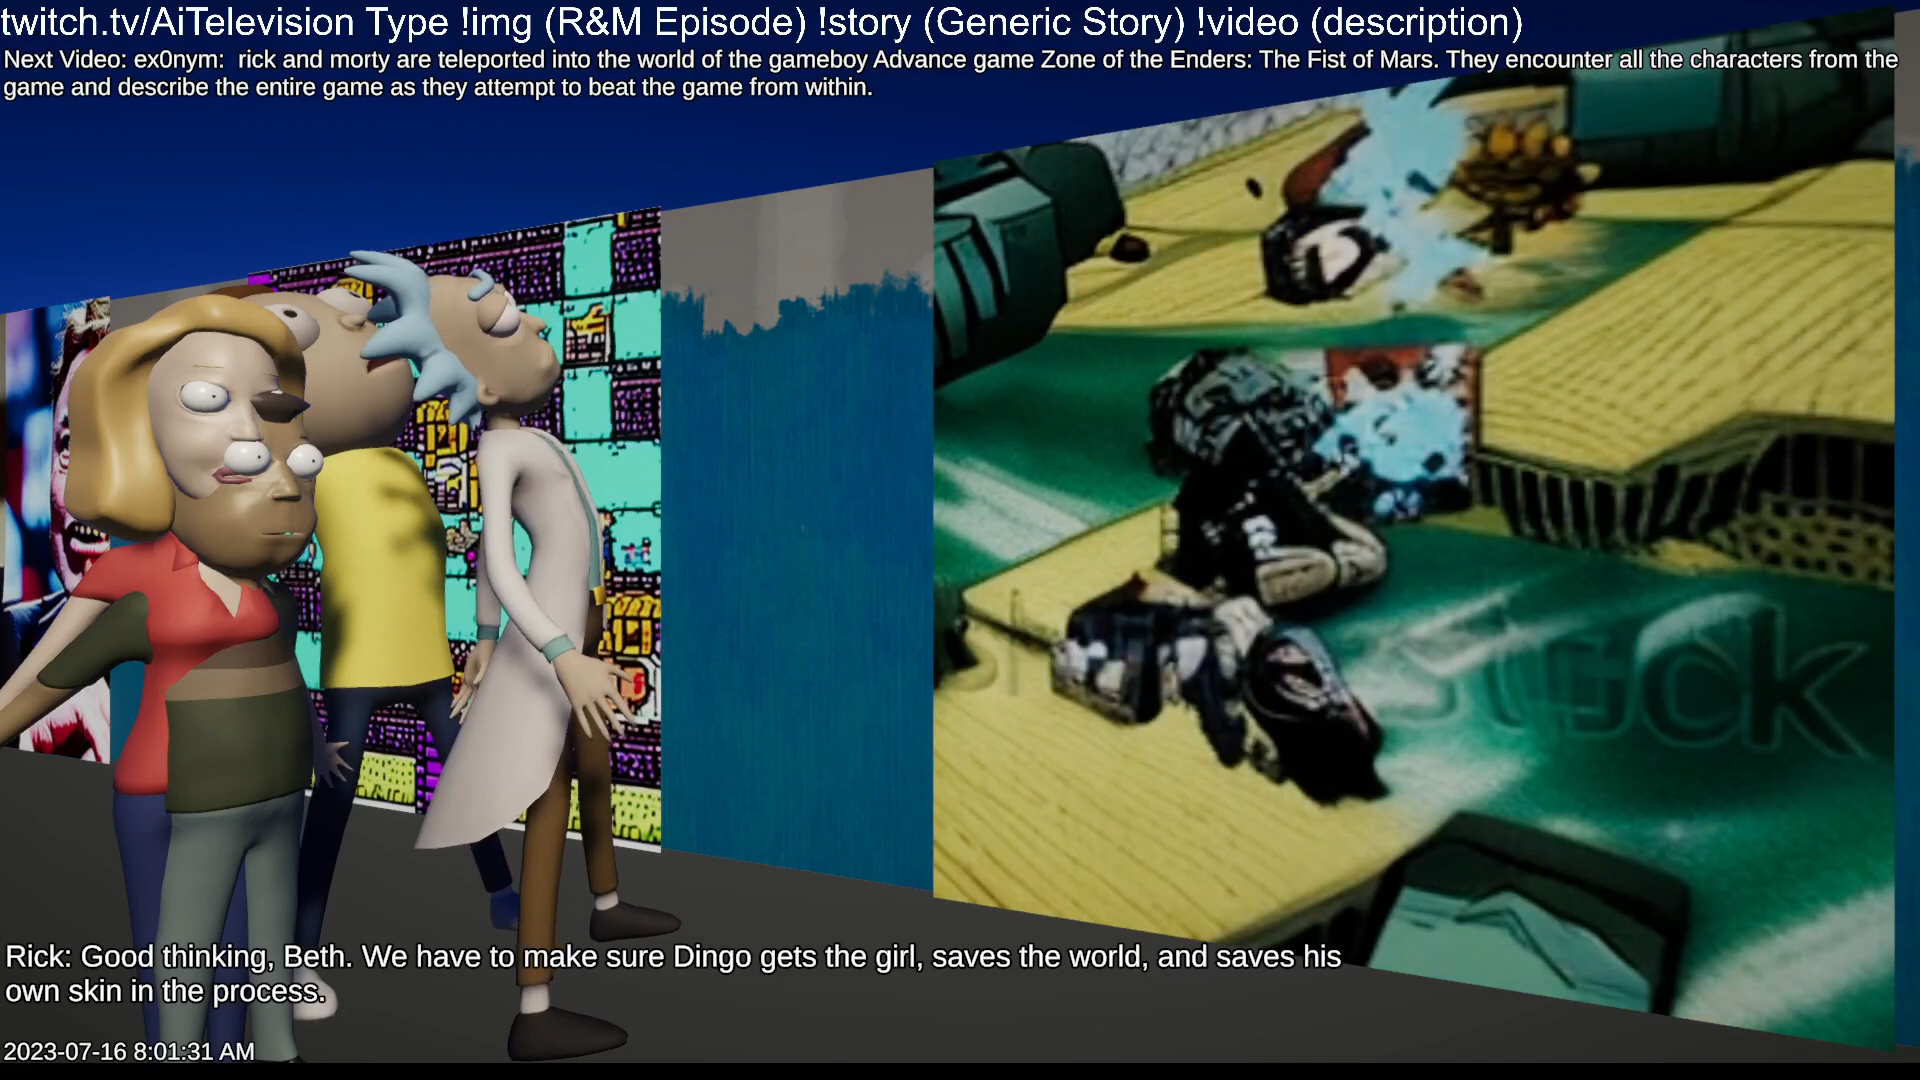 twitch.tv/AiTelevision Type !img (R&M Episode) !story (Generic Story) !video (description)
Next Video: ex0nym:  rick and morty are teleported into the world of the gameboy Advance game Zone of the Enders: The Fist of Mars. They encounter all the characters from the
game and describe the entire game as they attempt to beat the game from within.
Rick: Good thinking, Beth. We have to make sure Dingo gets the girl, saves the world, and saves his
own skin in the process.
2023-07-16 8:01:31 AM